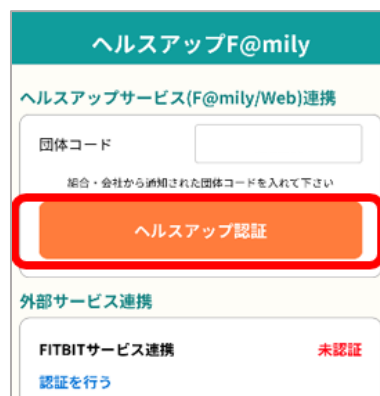 ヘルスアップF@mily
ヘルスアップサービス(F@mily/Web)連携
団体コード
組合・会社から通知された団体コードを入れて下さい
ヘルスアップ認証
外部サービス連携
FITBITサービス連携 未認証
認証を行う